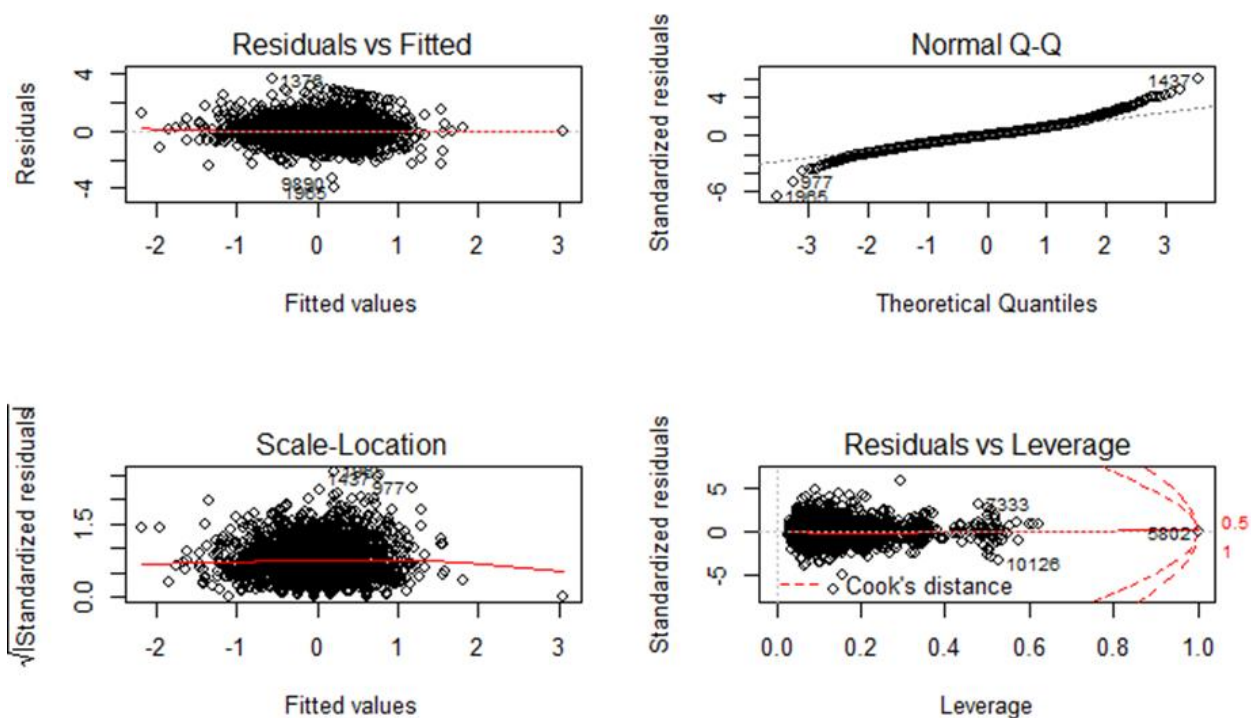 Residuals vs Fitted
Residuals
4
0
-4
1376
9890
1965
-2 -1 0 1 2 3
Fitted values
Normal Q-Q
Standardized residuals
4
0
-6
1437
977
1965
-3 -2 -1 0 1 2 3
Theoretical Quantiles
Scale-Location
√|Standardized residuals|
1.5
0.0
1437
977
-2 -1 0 1 2 3
Fitted values
Residuals vs Leverage
Standardized residuals
5
0
-5
7333
5802
10126
0.5
1
Cook's distance
0.0 0.2 0.4 0.6 0.8 1.0
Leverage